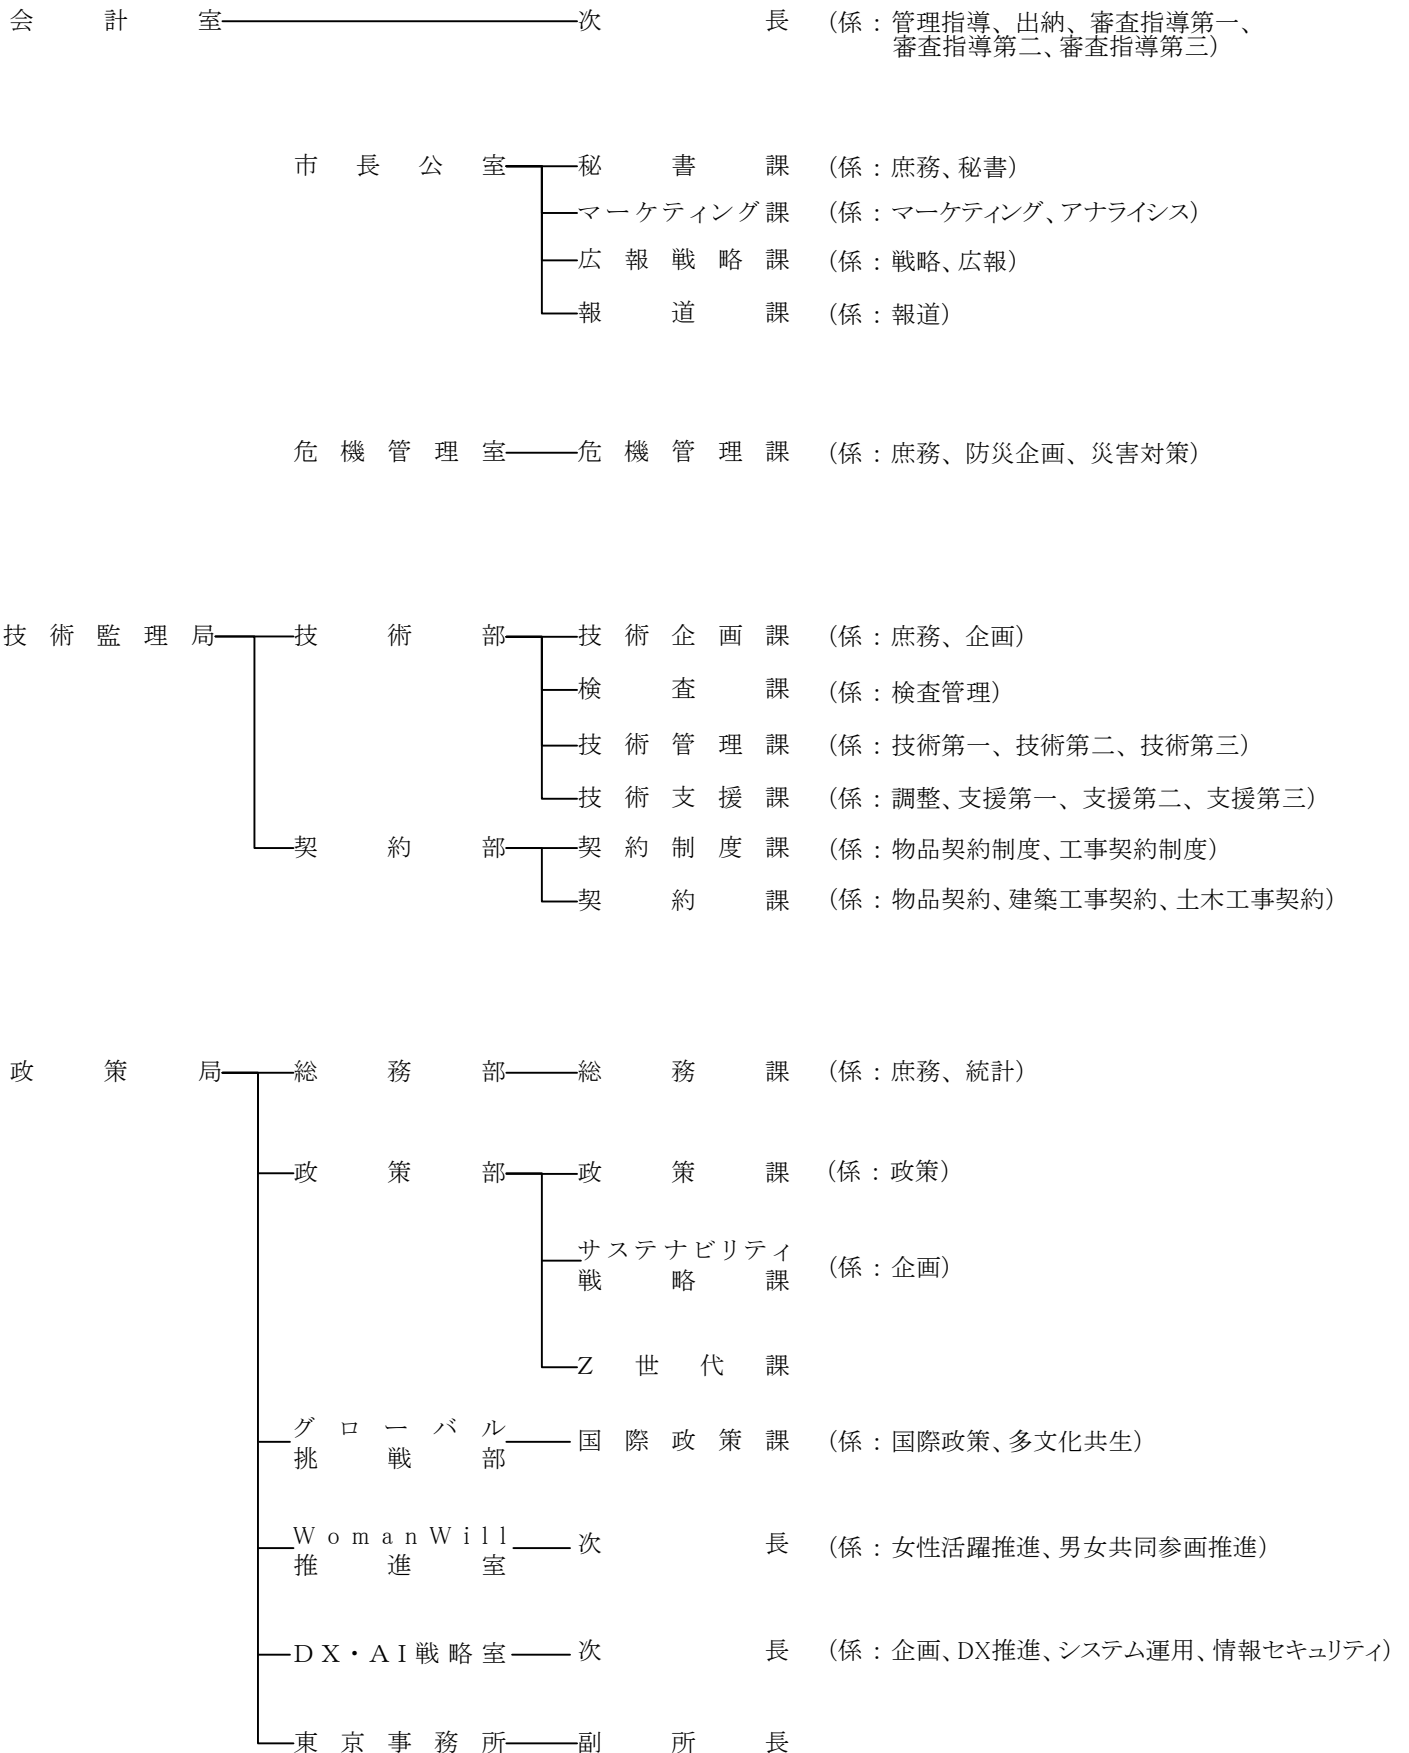 会計室 次長 (係：管理指導、出納、審査指導第一、
審査指導第二、審査指導第三)
市長公室 秘書課 (係：庶務、秘書)
マーケティング課 (係：マーケティング、アナライシス)
広報戦略課 (係：戦略、広報)
報道課 (係：報道)
危機管理室 危機管理課 (係：庶務、防災企画、災害対策)
技術監理局 技術部 技術企画課 (係：庶務、企画)
検査課 (係：検査管理)
技術管理課 (係：技術第一、技術第二、技術第三)
技術支援課 (係：調整、支援第一、支援第二、支援第三)
契約部 契約制度課 (係：物品契約制度、工事契約制度)
契約課 (係：物品契約、建築工事契約、土木工事契約)
政策局 総務部 総務課 (係：庶務、統計)
政策部 政策課 (係：政策)
サステナビリティ
戦略課 (係：企画)
Z世代課
グローバル
挑戦部 国際政策課 (係：国際政策、多文化共生)
WomanWill
推進室 次長 (係：女性活躍推進、男女共同参画推進)
DX・AI戦略室 次長 (係：企画、DX推進、システム運用、情報セキュリティ)
東京事務所 副所長